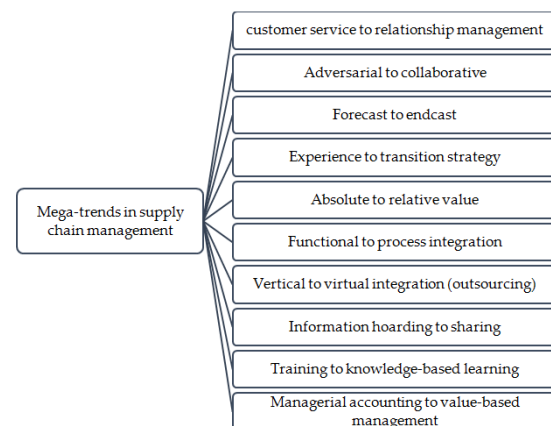 customer service to relationship management
Adversarial to collaborative
Forecast to endcast
Experience to transition strategy
Absolute to relative value
Mega-trends in supply
chain management
Functional to process integration
Vertical to virtual integration (outsourcing)
Information hoarding to sharing
Training to knowledge-based learning
Managerial accounting to value-based
management